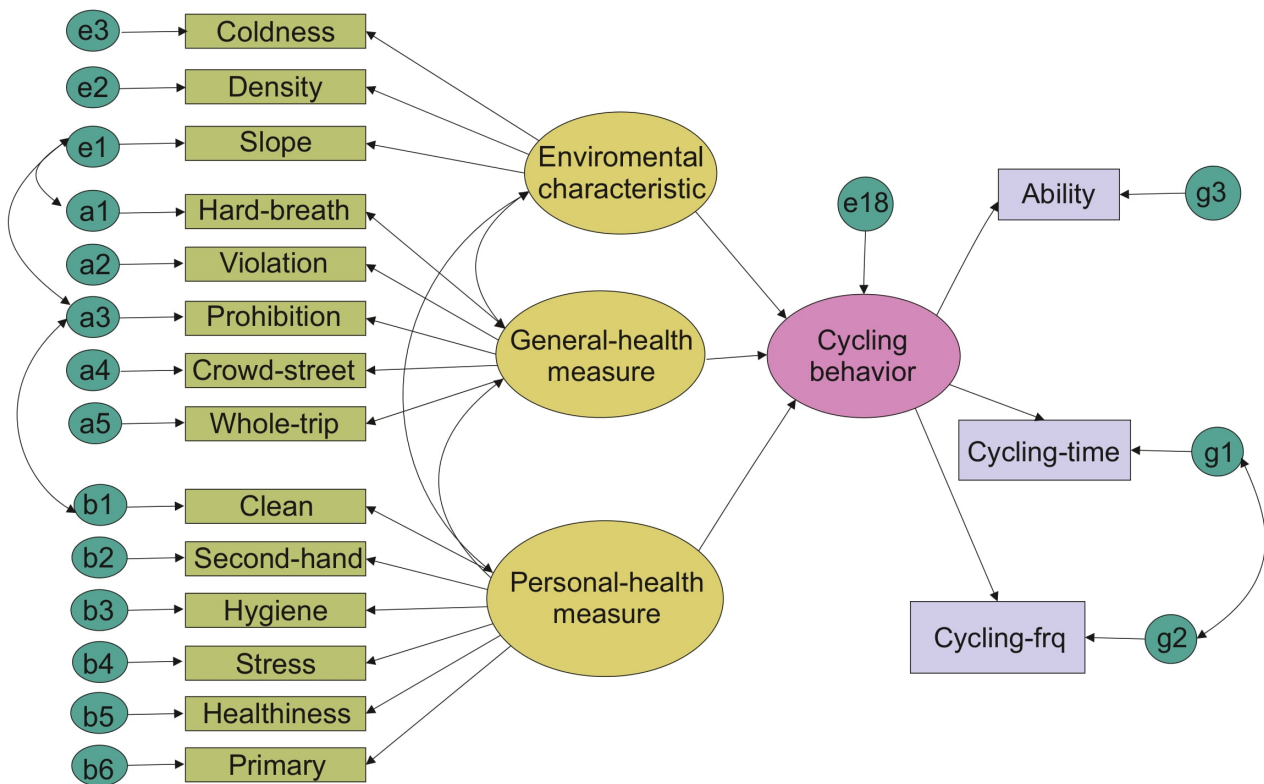 e3
Coldness
e2
Density
e1
Slope
a1
Hard-breath
a2
Violation
a3
Prohibition
a4
Crowd-street
a5
Whole-trip
b1
Clean
b2
Second-hand
b3
Hygiene
b4
Stress
b5
Healthiness
b6
Primary
Enviromental
characteristic
General-health
measure
Personal-health
measure
e18
Cycling
behavior
Ability
g3
Cycling-time
g1
Cycling-frq
g2